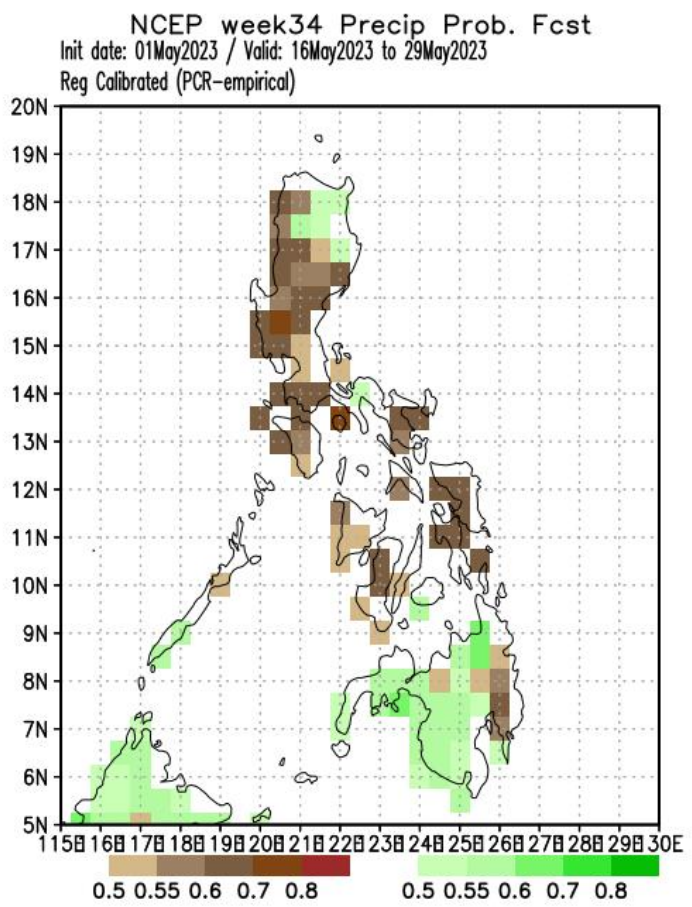 NCEP week34 Precip Prob. Fcst
Init date: 01May2023 / Valid: 16May2023 to 29May2023
Reg Calibrated (PCR-empirical)
20N
19N
18N
17N
16N
15N
14N
13N
12N
11N
10N
9N
8N
7N
6N
5N
115E 116E 117E 118E 119E 120E 121E 122E 123E 124E 125E 126E 127E 128E 129E 130E
0.5 0.55 0.6 0.7 0.8 0.5 0.55 0.6 0.7 0.8